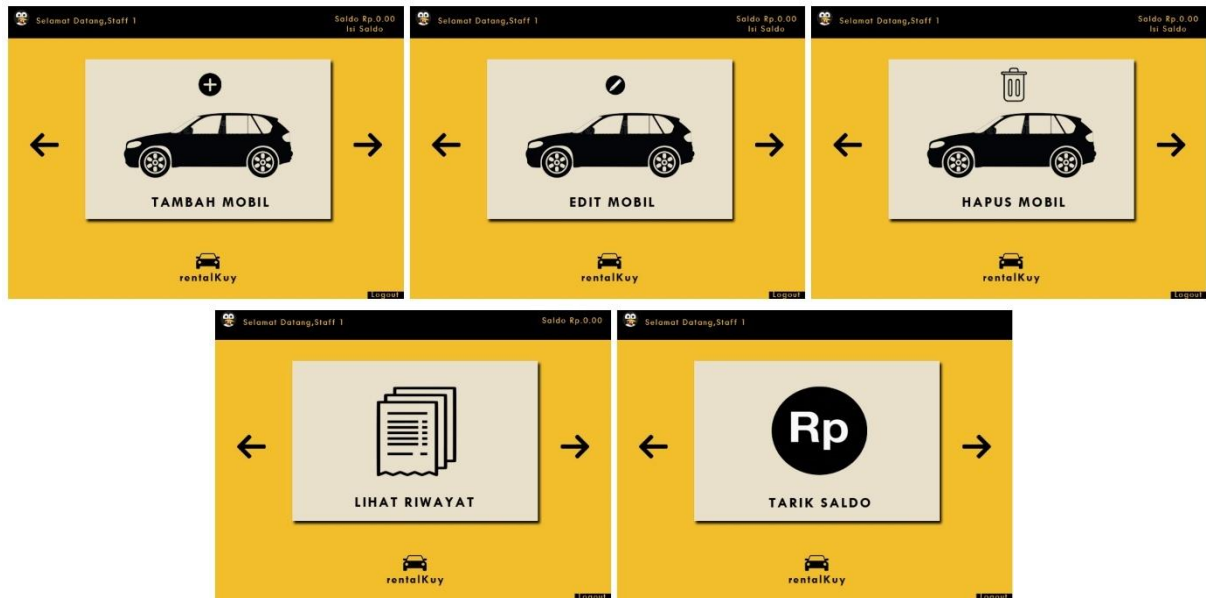 Selamat Datang,Staff 1
Saldo Rp.0.00
Isi Saldo
TAMBAH MOBIL
rentalKuy
Logout
Selamat Datang,Staff 1
Saldo Rp.0.00
Isi Saldo
EDIT MOBIL
rentalKuy
Logout
Selamat Datang,Staff 1
Saldo Rp.0.00
Isi Saldo
HAPUS MOBIL
rentalKuy
Logout
Selamat Datang,Staff 1
Saldo Rp.0.00
LIHAT RIWAYAT
rentalKuy
Logout
Selamat Datang,Staff 1
Rp
TARIK SALDO
rentalKuy
Logout